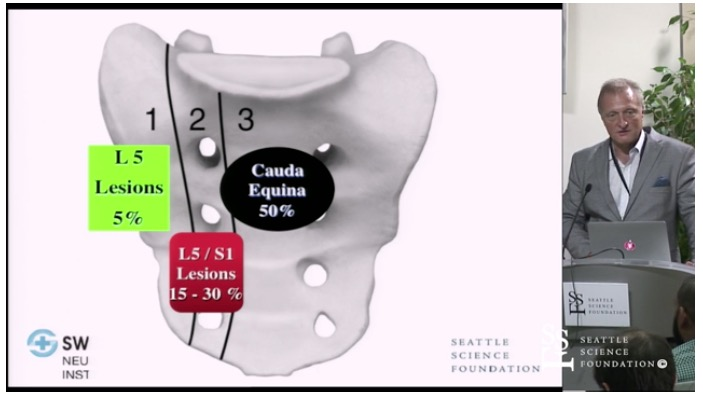 1 2 3
L 5
Lesions
5%
Cauda
Equina
50%
L5 / S1
Lesions
15 - 30 %
SW
NEU
INST
SEATTLE
SCIENCE
FOUNDATION
SEATTLE
SCIENCE
FOUNDATION
SEATTLE
SCIENCE
FOUNDATION ©